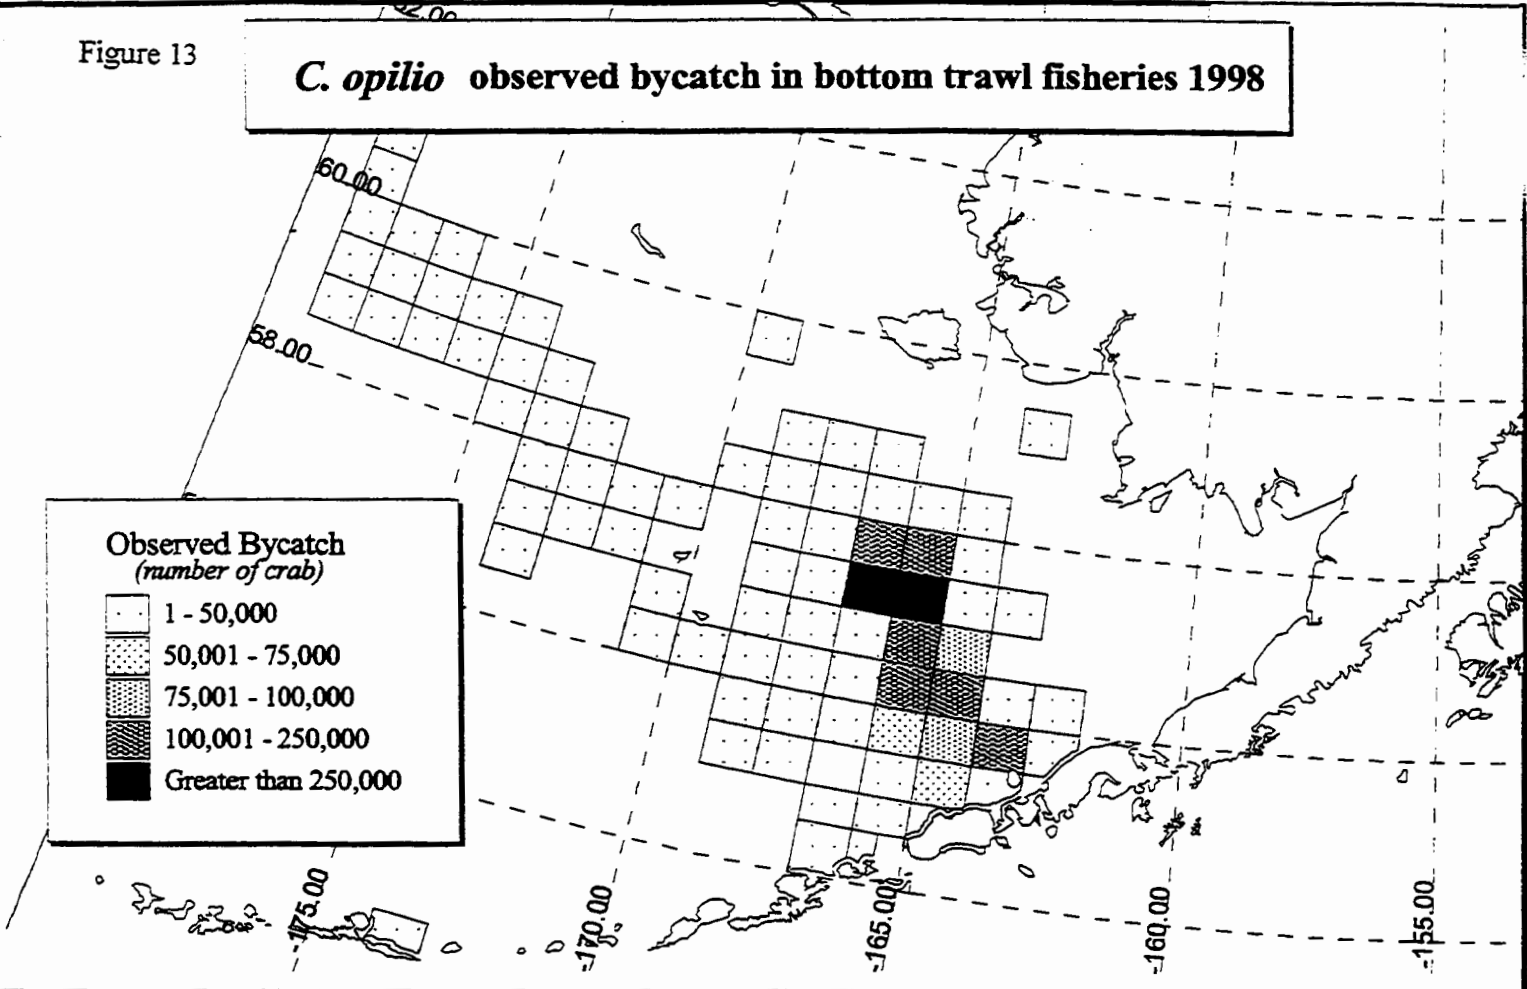 62.00
Figure 13
C. opilio observed bycatch in bottom trawl fisheries 1998
60.00
58.00
Observed Bycatch
(number of crab)
1 - 50,000
50,001 - 75,000
75,001 - 100,000
100,001 - 250,000
Greater than 250,000
-175.00
-170.00
-165.00
-160.00
-155.00